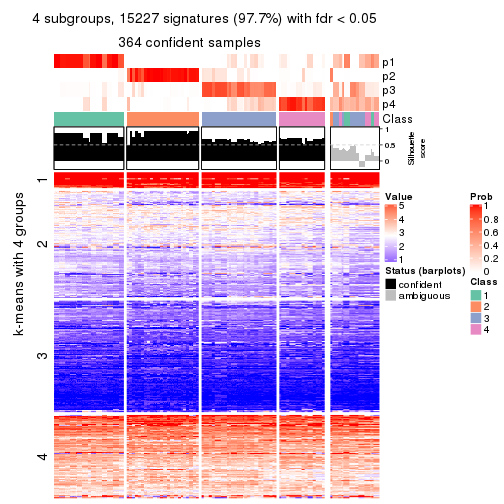 4 subgroups, 15227 signatures (97.7%) with fdr < 0.05
364 confident samples
p1
p2
p3
p4
Class
1
0.5
0
Silhouette
score
k-means with 4 groups
1
2
3
4
Value
5
4
3
2
1
Status (barplots)
confident
ambiguous
Prob
1
0.8
0.6
0.4
0.2
0
Class
1
2
3
4